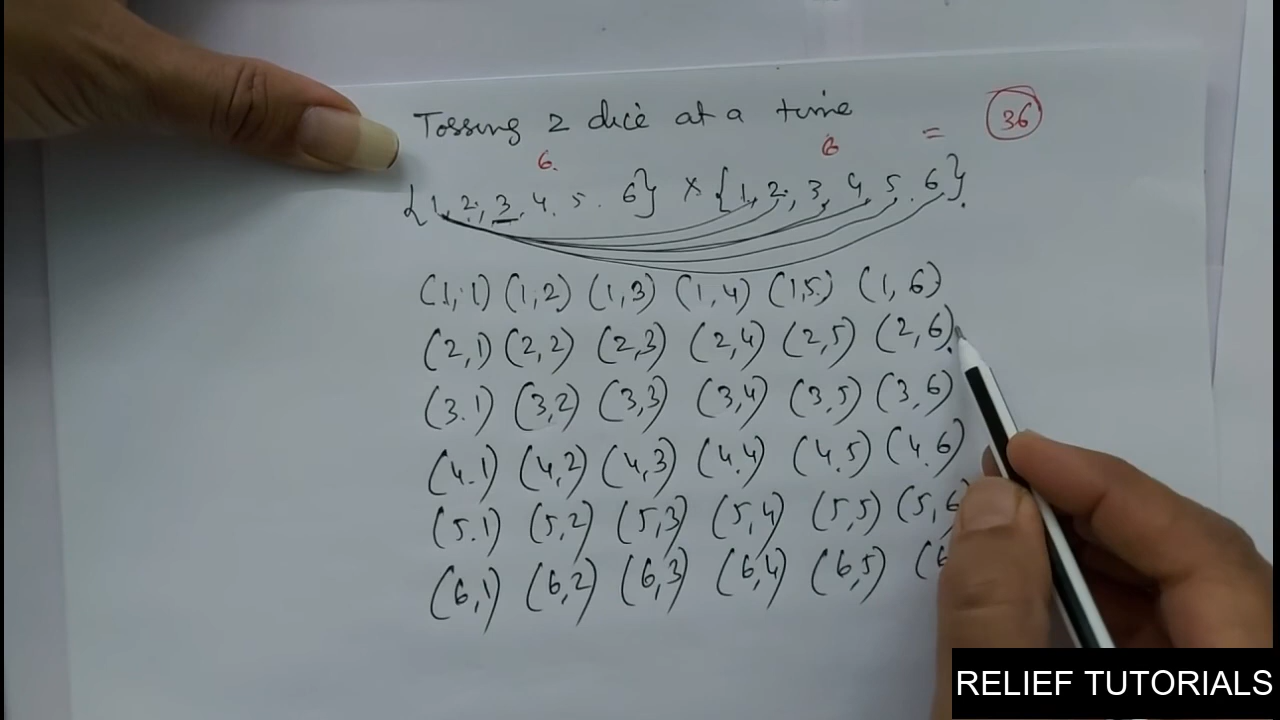 Tossing 2 dice at a time
= 36
6. 6
{1, 2, 3, 4. 5. 6} × {1, 2, 3, 4, 5, 6}.
(1,1) (1,2) (1,3) (1,4) (1,5) (1,6)
(2,1) (2,2) (2,3) (2,4) (2,5) (2,6)
(3.1) (3,2) (3,3) (3,4) (3,5) (3,6)
(4.1) (4,2) (4,3) (4.4) (4.5) (4.6)
(5.1) (5,2) (5,3) (5,4) (5,5) (5,6)
(6,1) (6,2) (6,3) (6,4) (6,5) (6
RELIEF TUTORIALS